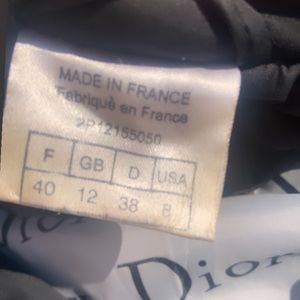 MADE IN FRANCE
Fabriqué en France
2P12155050
F GB D USA
40 12 38 8
Dior